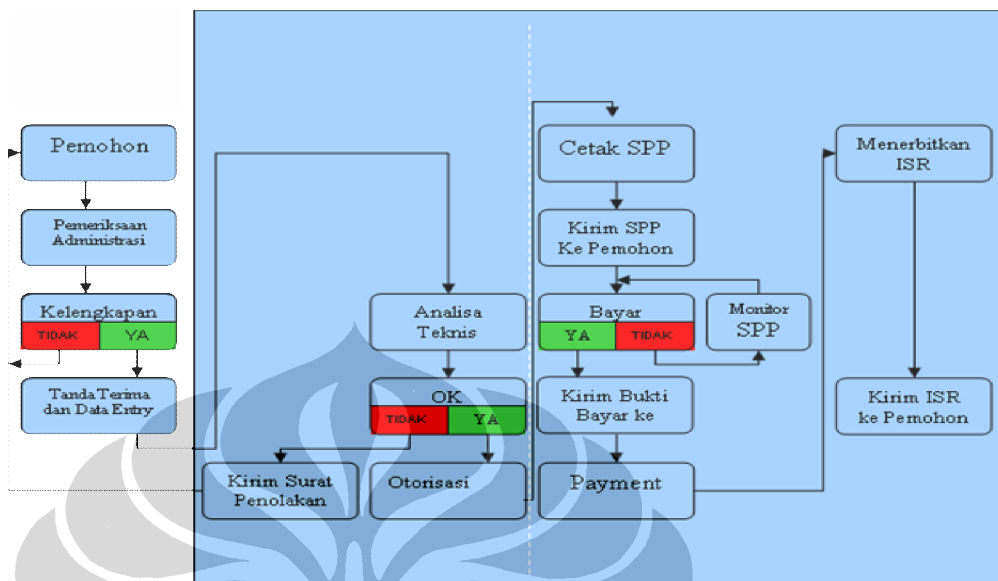 Pemohon
Pemeriksaan
Administrasi
Kelengkapan
TIDAK
YA
Tanda Terima
dan Data Entry
Analisa
Teknis
OK
TIDAK
YA
Kirim Surat
Penolakan
Otorisasi
Cetak SPP
Kirim SPP
Ke Pemohon
Bayar
YA
TIDAK
Monitor
SPP
Kirim Bukti
Bayar ke
Payment
Menerbitkan
ISR
Kirim ISR
ke Pemohon